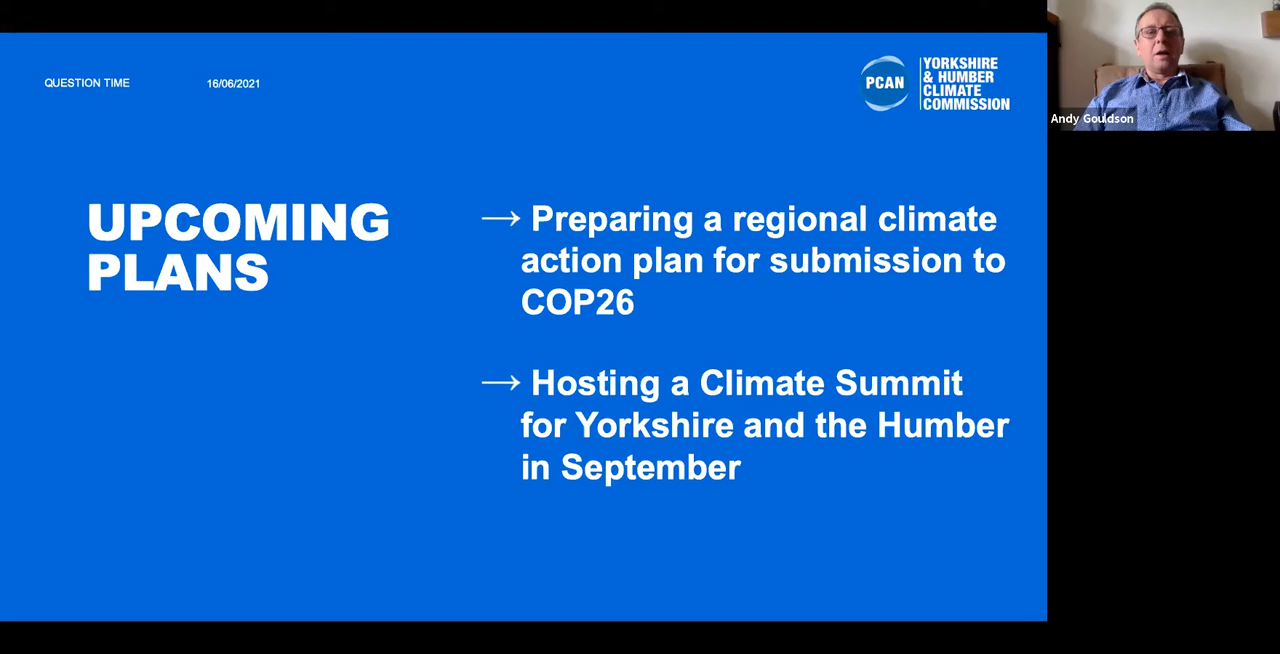 QUESTION TIME
16/06/2021
PCAN
YORKSHIRE
& HUMBER
CLIMATE
COMMISSION
Andy Gouldson
UPCOMING
PLANS
→ Preparing a regional climate
action plan for submission to
COP26
→ Hosting a Climate Summit
for Yorkshire and the Humber
in September